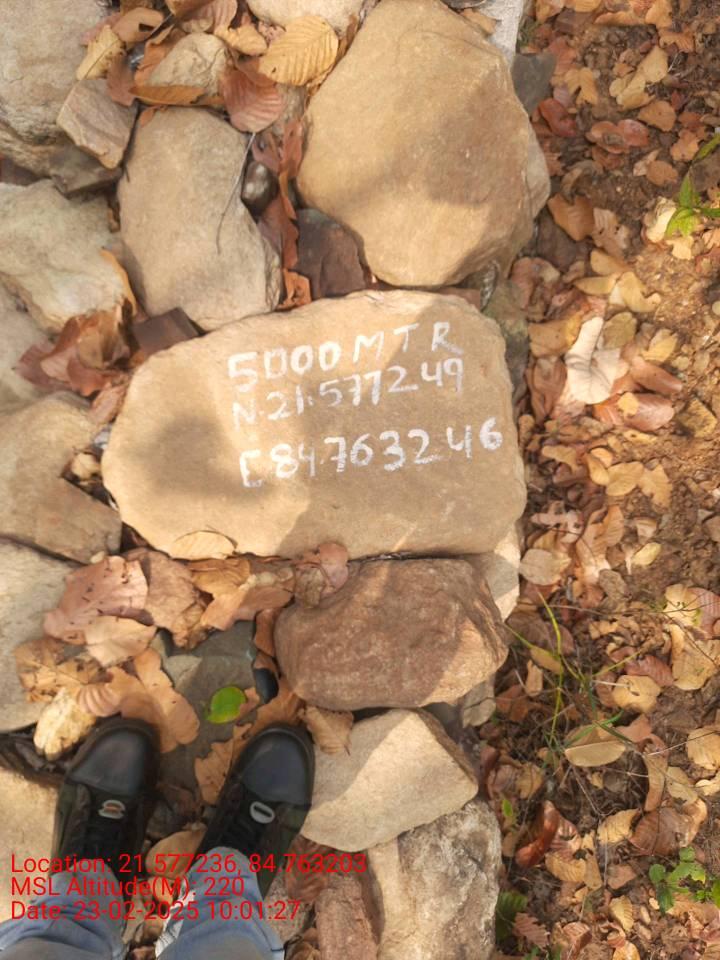 5000 MTR
N.21.577249
E 84.763246
Location: 21.577236, 84.763203
MSL Altitude(M): 220
Date: 23-02-2025 10:01:27